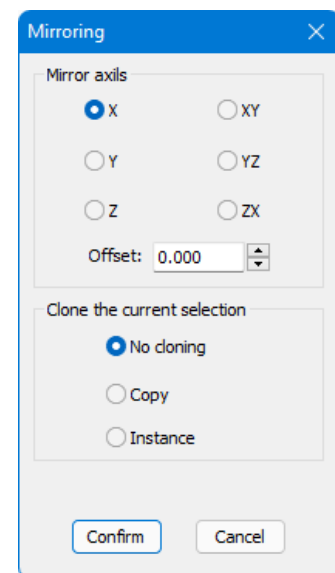 Mirroring
Mirror axils
X XY
Y YZ
Z ZX
Offset: 0.000
Clone the current selection
No cloning
Copy
Instance
Confirm Cancel